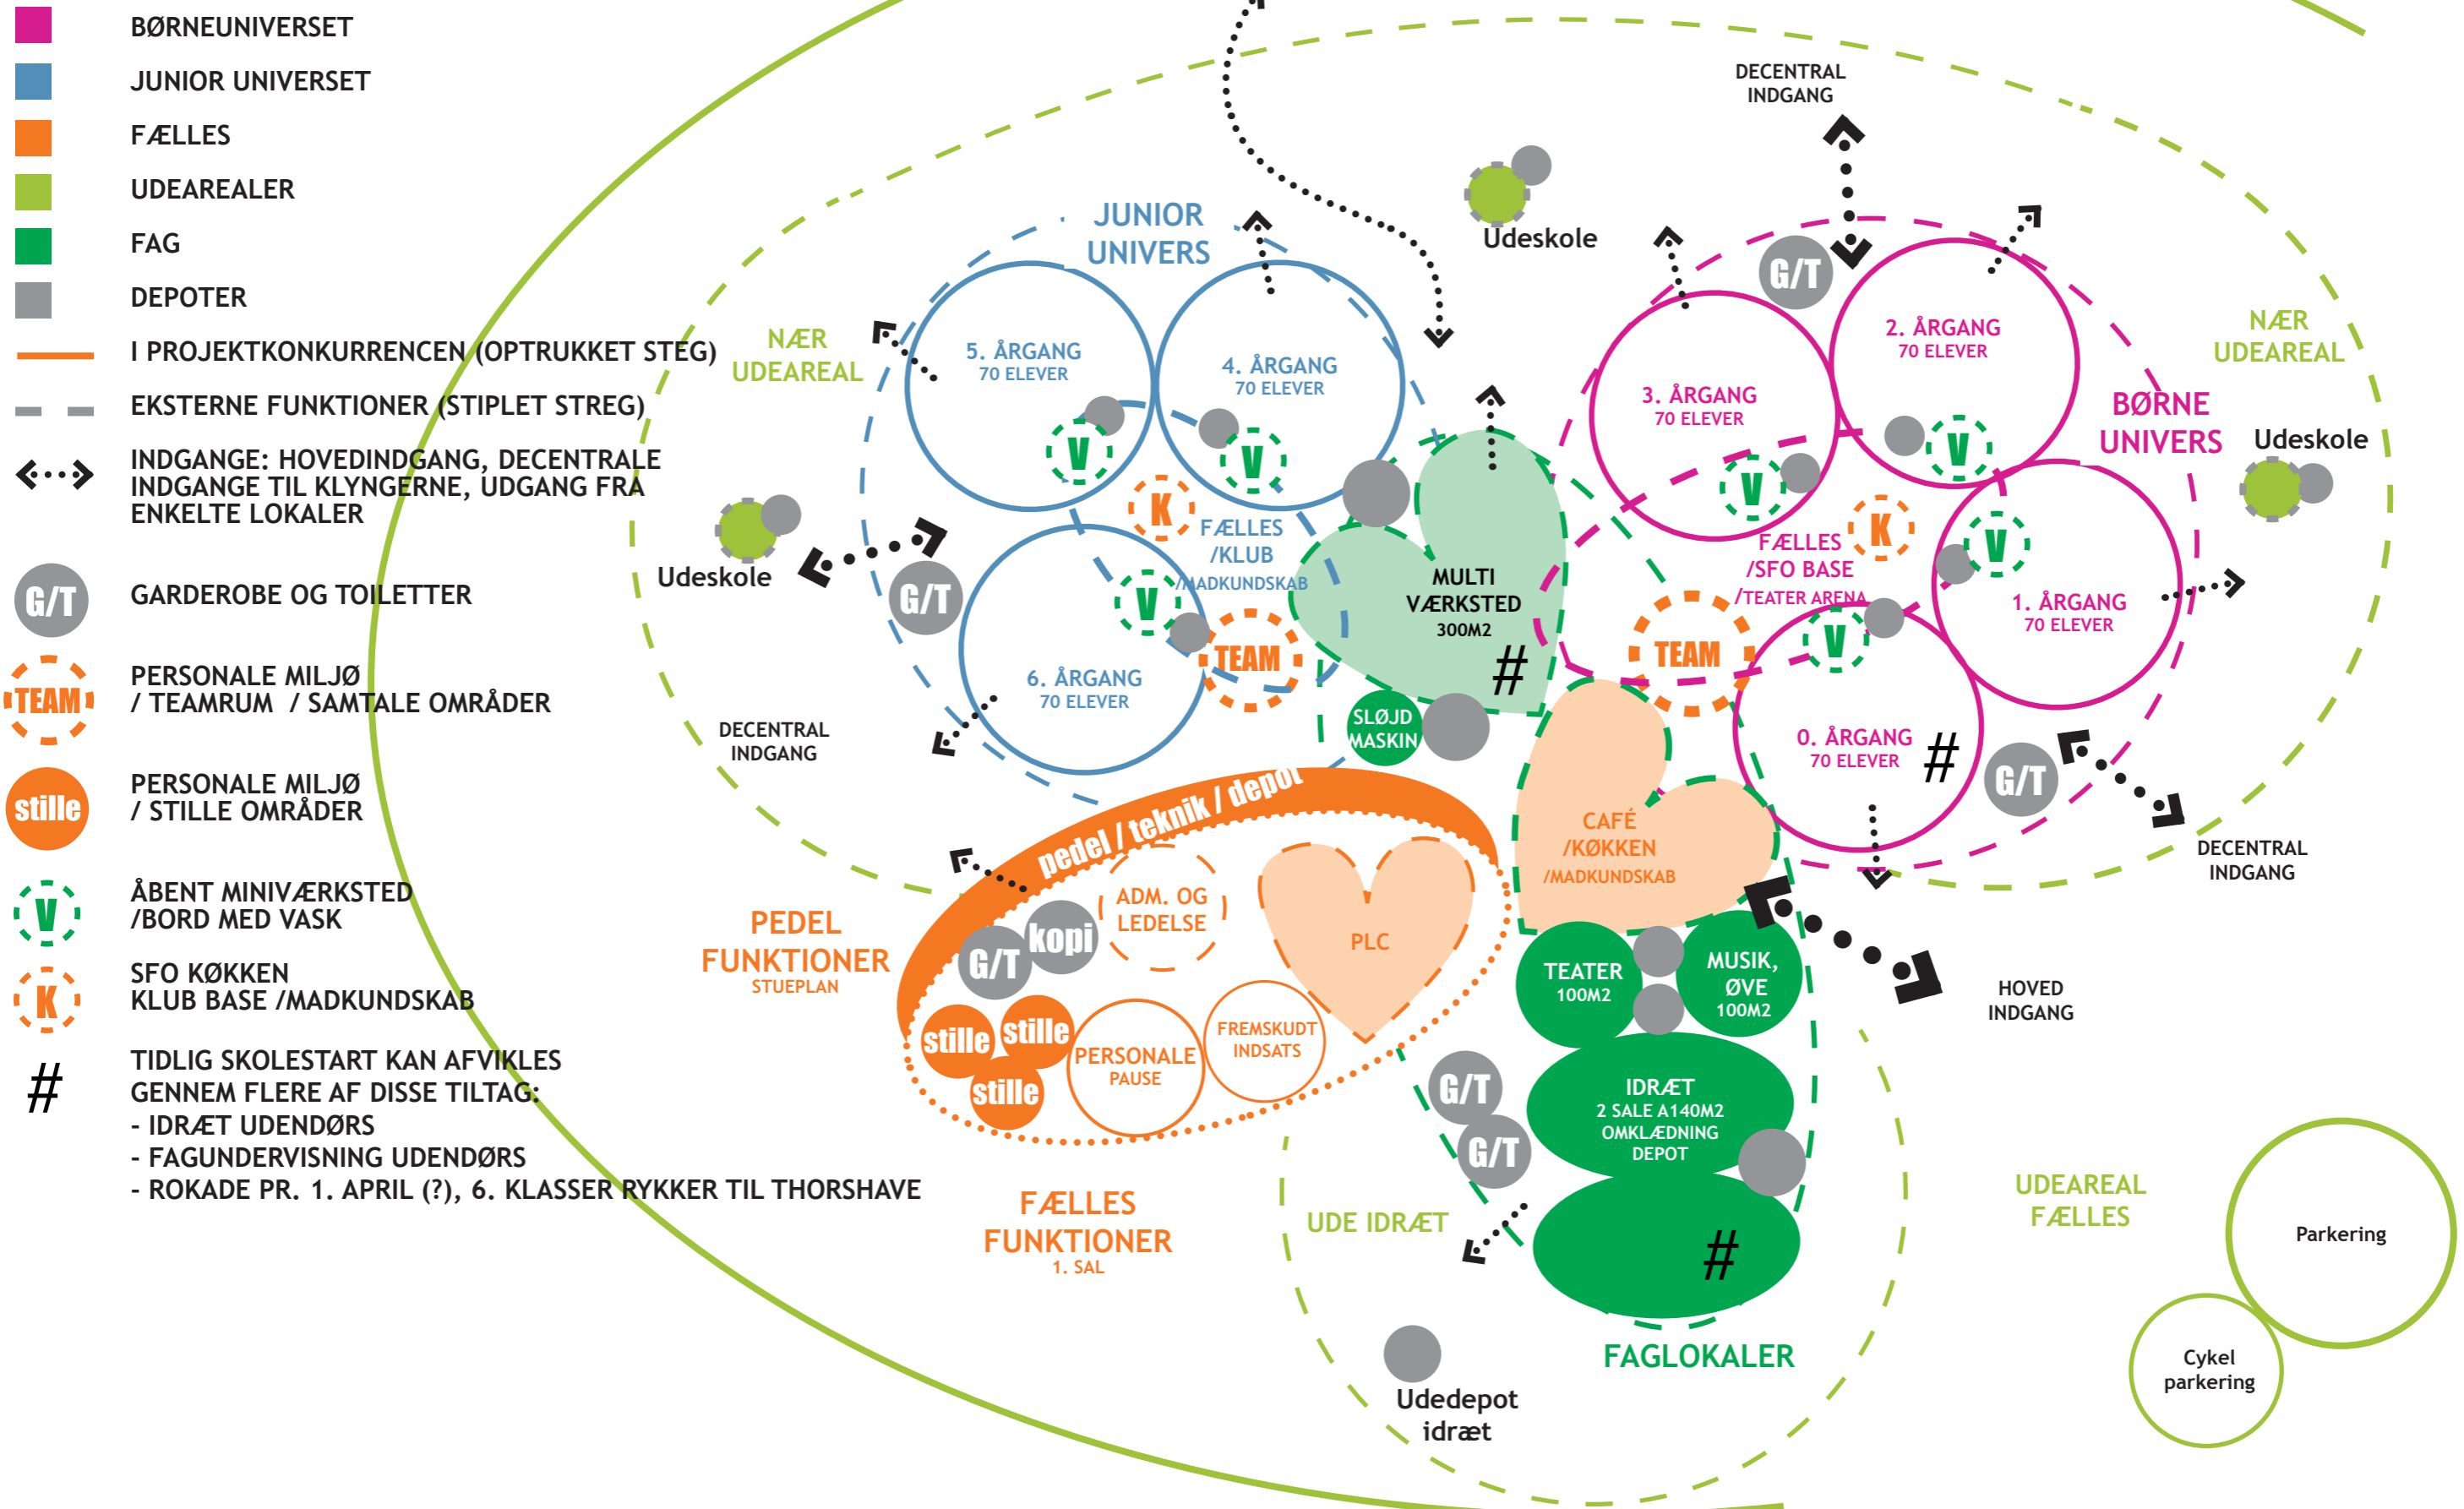 BØRNEUNIVERSET
JUNIOR UNIVERSET
FÆLLES
UDEAREALER
FAG
DEPOTER
I PROJEKTKONKURRENCEN (OPTRUKKET STEG)
EKSTERNE FUNKTIONER (STIPLET STREG)
INDGANGE: HOVEDINDGANG, DECENTRALE
INDGANGE TIL KLYNGERNE, UDGANG FRA
ENKELTE LOKALER
G/T
GARDEROBE OG TOILETTER
TEAM
PERSONALE MILJØ
/ TEAMRUM / SAMTALE OMRÅDER
stille
PERSONALE MILJØ
/ STILLE OMRÅDER
V
ÅBENT MINIVÆRKSTED
/BORD MED VASK
K
SFO KØKKEN
KLUB BASE /MADKUNDSKAB
#
TIDLIG SKOLESTART KAN AFVIKLES
GENNEM FLERE AF DISSE TILTAG:
- IDRÆT UDENDØRS
- FAGUNDERVISNING UDENDØRS
- ROKADE PR. 1. APRIL (?), 6. KLASSER RYKKER TIL THORSHAVE
JUNIOR
UNIVERS
NÆR
UDEAREAL
5. ÅRGANG
70 ELEVER
4. ÅRGANG
70 ELEVER
V
V
K
FÆLLES
/KLUB
/MADKUNDSKAB
V
TEAM
6. ÅRGANG
70 ELEVER
G/T
Udeskole
DECENTRAL
INDGANG
Udeskole
DECENTRAL
INDGANG
G/T
2. ÅRGANG
70 ELEVER
3. ÅRGANG
70 ELEVER
NÆR
UDEAREAL
BØRNE
UNIVERS
Udeskole
V
V
K
V
FÆLLES
/SFO BASE
/TEATER ARENA
1. ÅRGANG
70 ELEVER
V
TEAM
0. ÅRGANG
70 ELEVER
#
G/T
DECENTRAL
INDGANG
MULTI
VÆRKSTED
300M2
#
SLØJD
MASKIN
CAFÉ
/KØKKEN
/MADKUNDSKAB
pedel / teknik / depot
ADM. OG
LEDELSE
PLC
kopi
G/T
stille
stille
stille
PERSONALE
PAUSE
FREMSKUDT
INDSATS
PEDEL
FUNKTIONER
STUEPLAN
FÆLLES
FUNKTIONER
1. SAL
TEATER
100M2
MUSIK,
ØVE
100M2
HOVED
INDGANG
G/T
G/T
IDRÆT
2 SALE A140M2
OMKLÆDNING
DEPOT
#
UDE IDRÆT
FAGLOKALER
Udedepot
idræt
UDEAREAL
FÆLLES
Parkering
Cykel
parkering